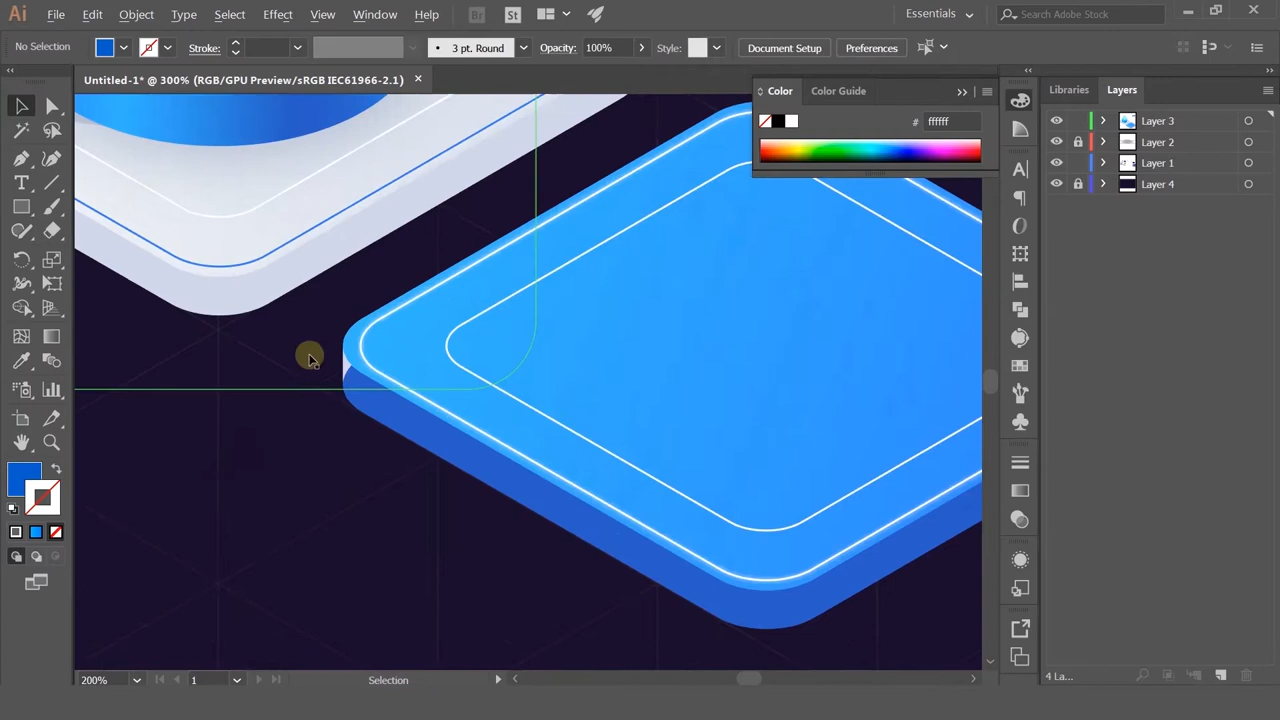 Ai File Edit Object Type Select Effect View Window Help Br St Essentials Search Adobe Stock
No Selection Stroke: 3 pt. Round Opacity: 100% Style: Document Setup Preferences
Untitled-1* @ 300% (RGB/GPU Preview/sRGB IEC61966-2.1)
Color Color Guide
# ffffff
Libraries Layers
Layer 3
Layer 2
Layer 1
Layer 4
200% 1 Selection
4 La...